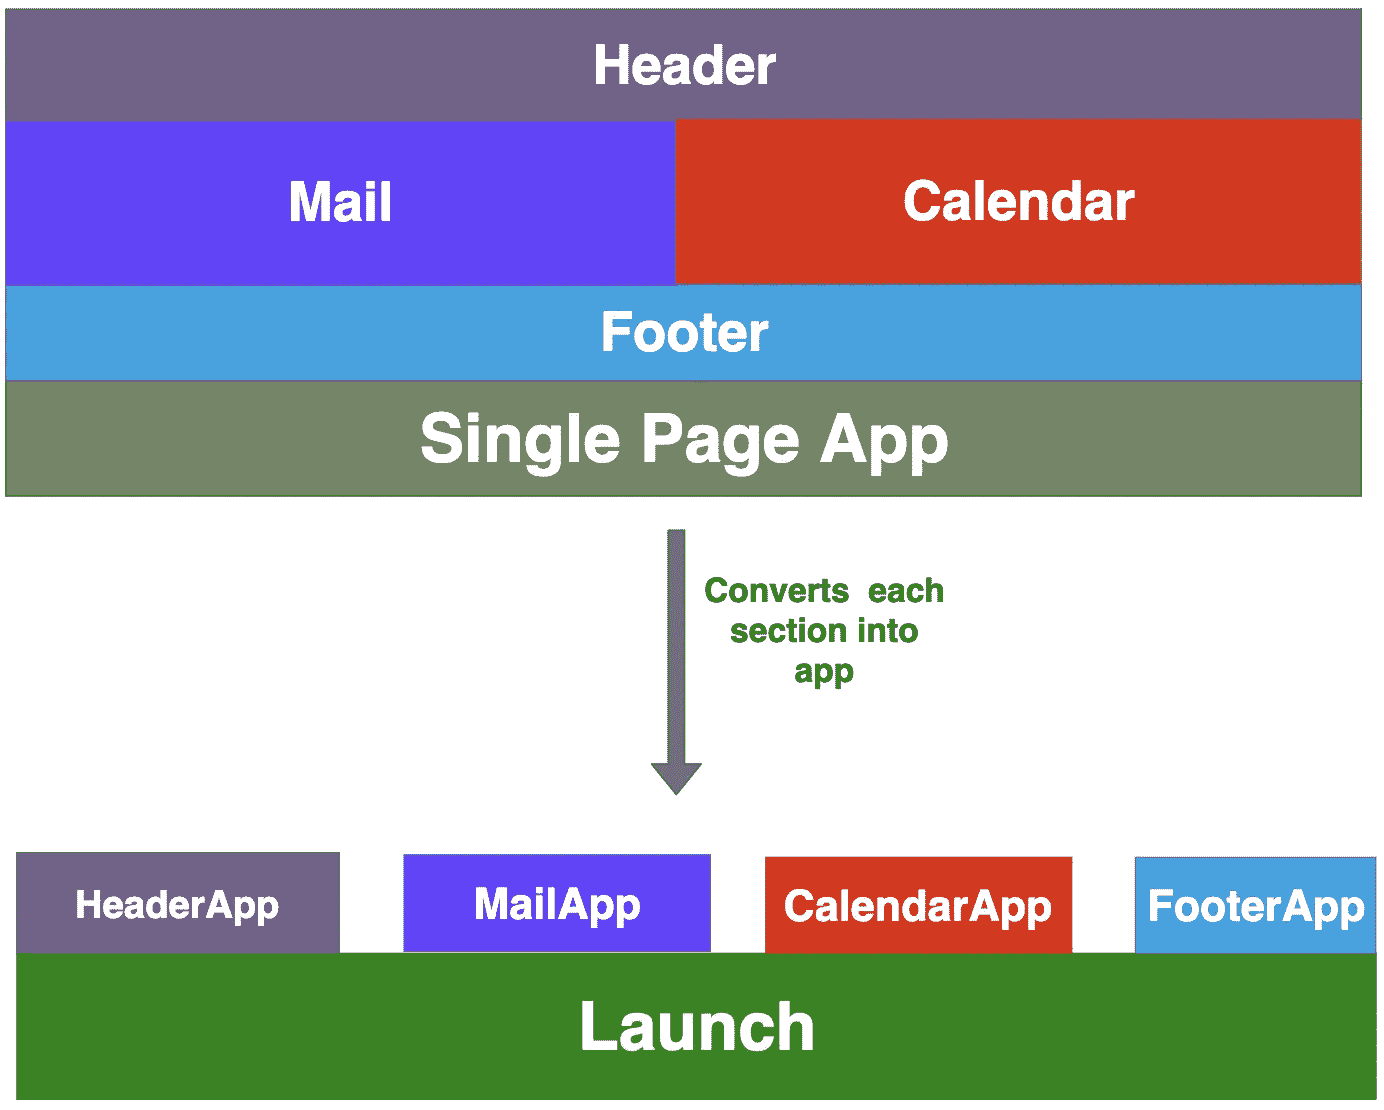 Header
Mail
Calendar
Footer
Single Page App
Converts each
section into
app
HeaderApp
MailApp
CalendarApp
FooterApp
Launch